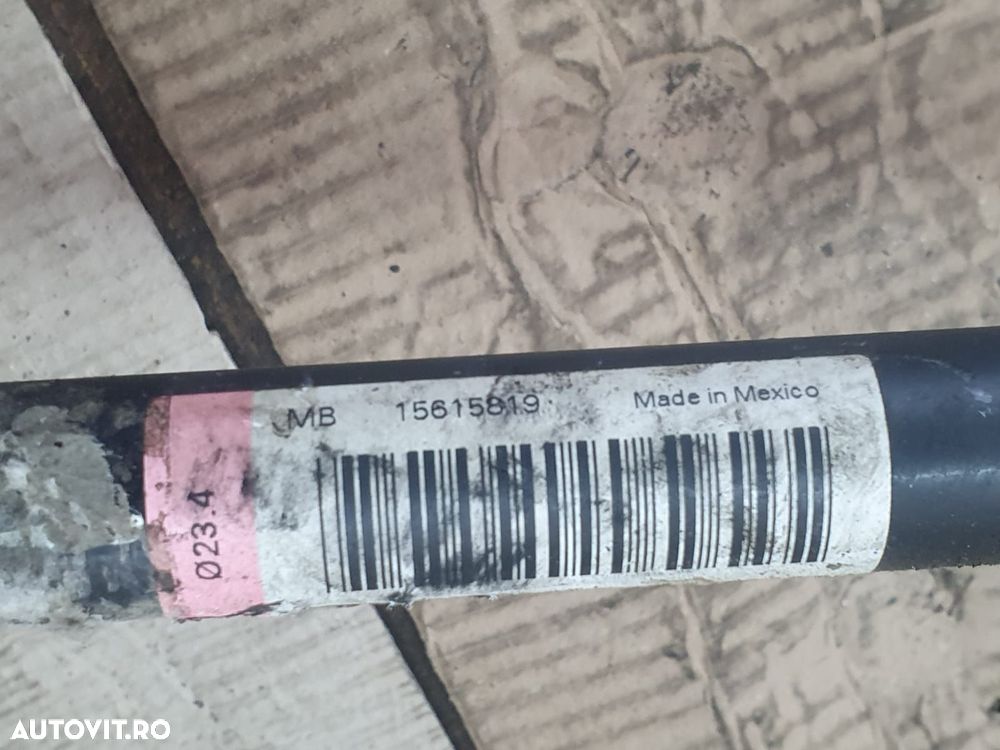 MB 15615819 Made in Mexico
Ø23.4
AUTOVIT.RO